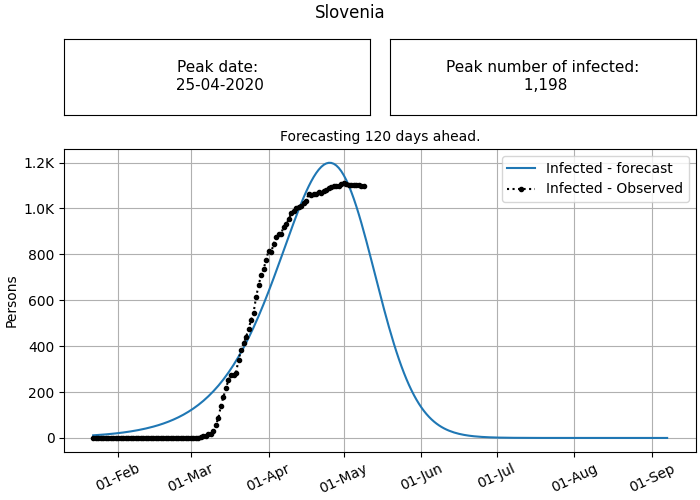 Slovenia
Peak date:
25-04-2020
Peak number of infected:
1,198
Forecasting 120 days ahead.
Infected - forecast
Infected - Observed
Persons
1.2K
1.0K
800
600
400
200
0
01-Feb
01-Mar
01-Apr
01-May
01-Jun
01-Jul
01-Aug
01-Sep